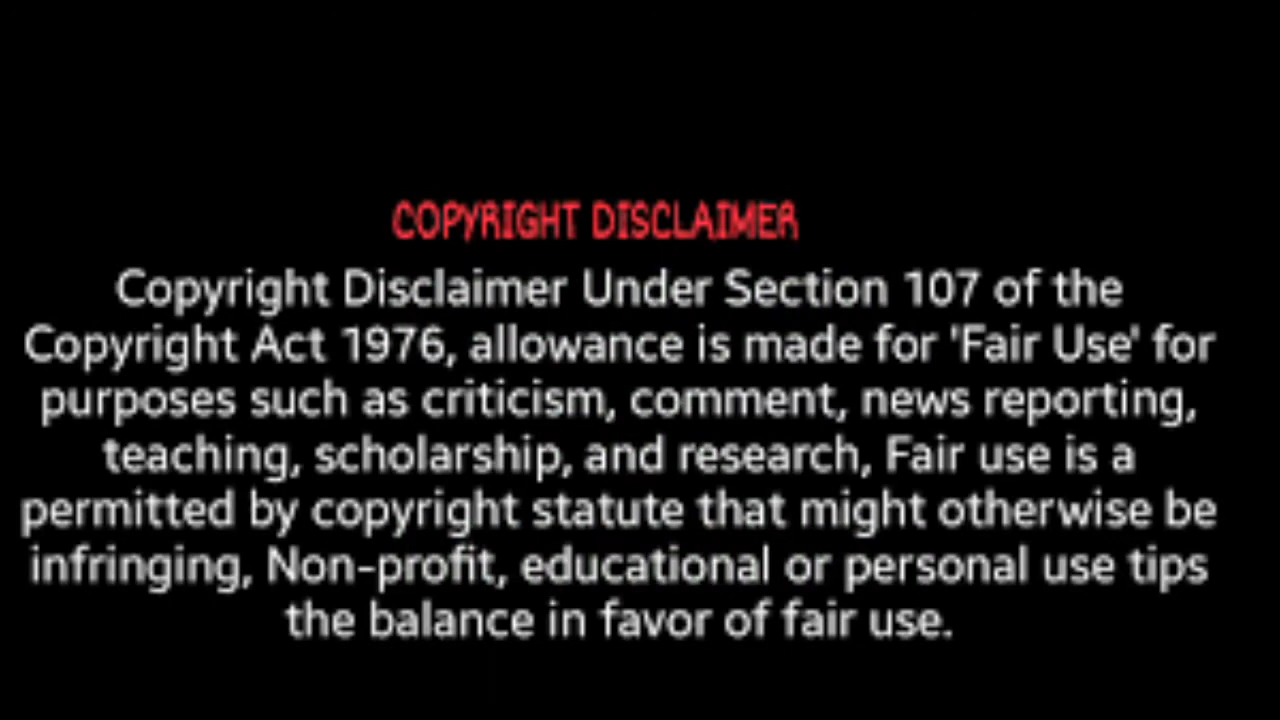 COPYRIGHT DISCLAIMER
Copyright Disclaimer Under Section 107 of the
Copyright Act 1976, allowance is made for 'Fair Use' for
purposes such as criticism, comment, news reporting,
teaching, scholarship, and research, Fair use is a
permitted by copyright statute that might otherwise be
infringing, Non-profit, educational or personal use tips
the balance in favor of fair use.